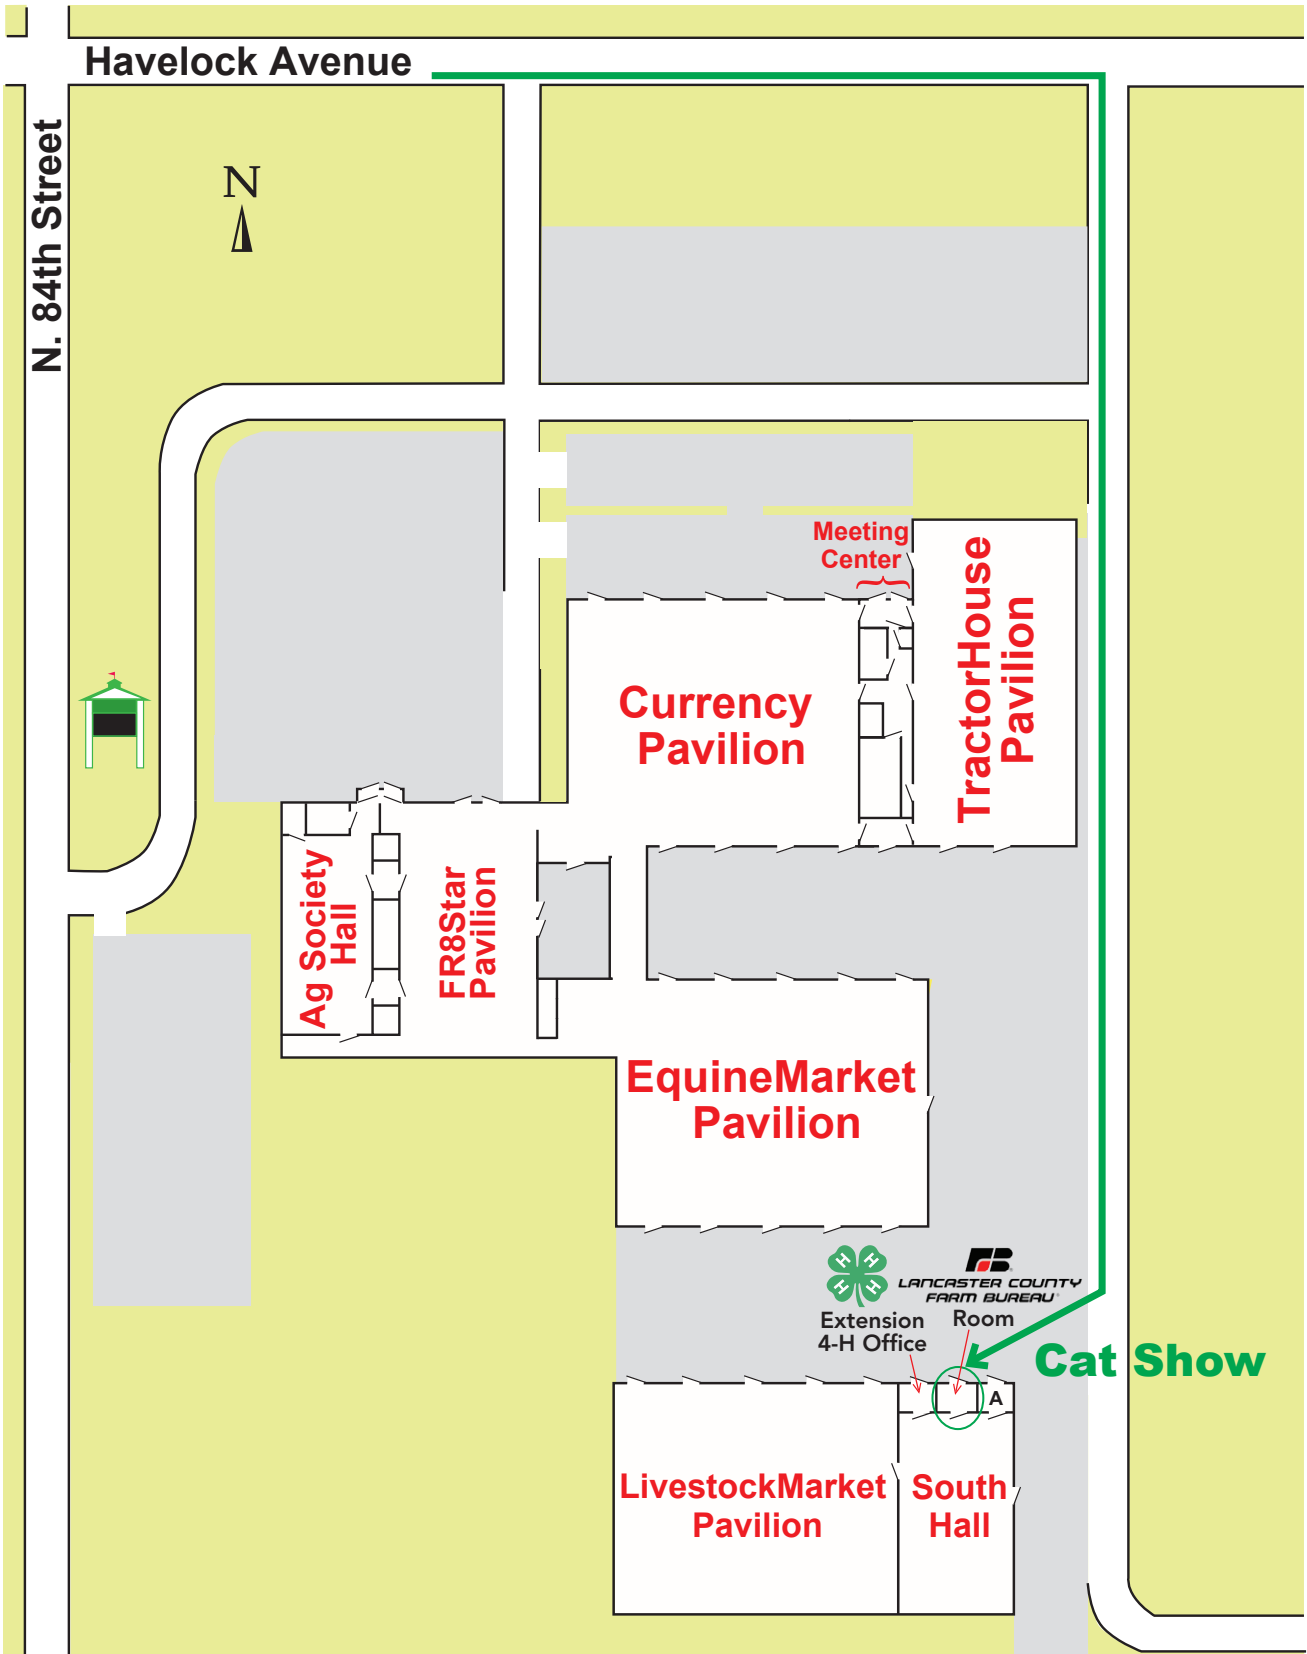 Havelock Avenue
N. 84th Street
N
Meeting
Center
TractorHouse
Pavilion
Currency
Pavilion
Ag Society
Hall
FR8Star
Pavilion
EquineMarket
Pavilion
H H
H H
FB
LANCASTER COUNTY
FARM BUREAU®
Extension
4-H Office
Room
Cat Show
A
LivestockMarket
Pavilion
South
Hall